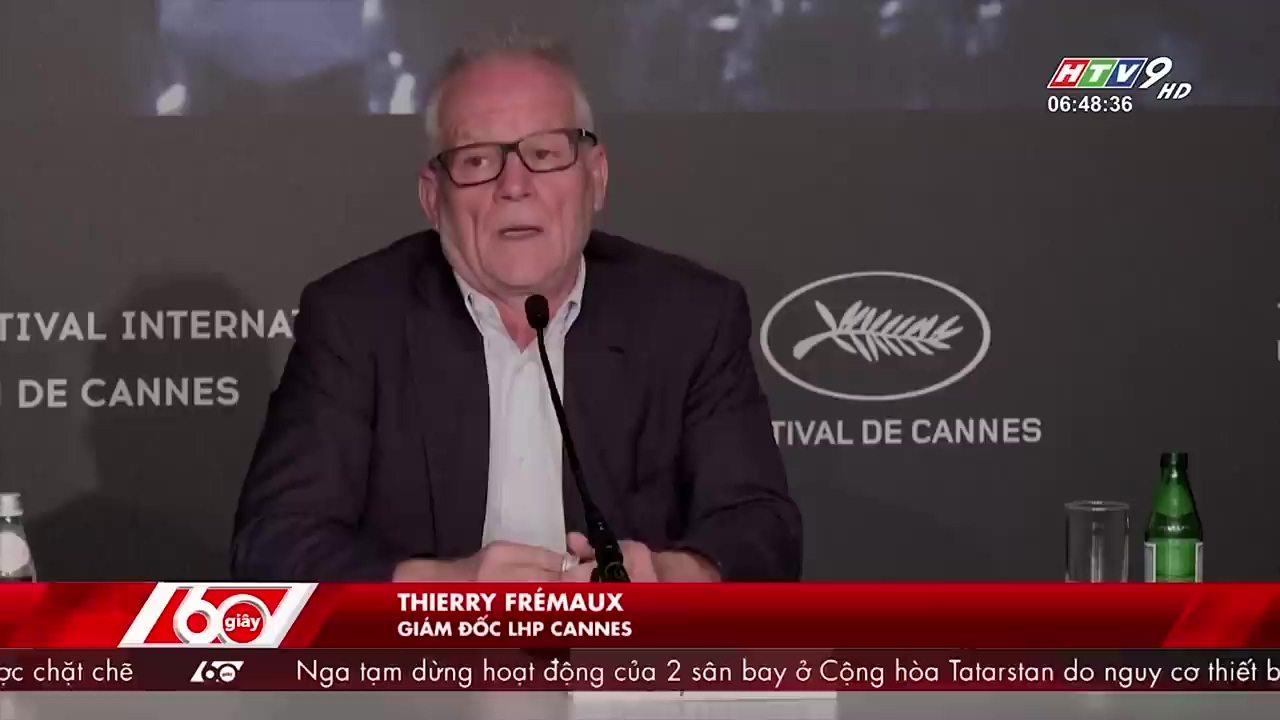 HTV9 HD
06:48:36
TIVAL INTERNAT
DE CANNES
TIVAL DE CANNES
60 giây
THIERRY FRÉMAUX
GIÁM ĐỐC LHP CANNES
chặt chẽ 60 giây Nga tạm dừng hoạt động của 2 sân bay ở Cộng hòa Tatarstan do nguy cơ thiết